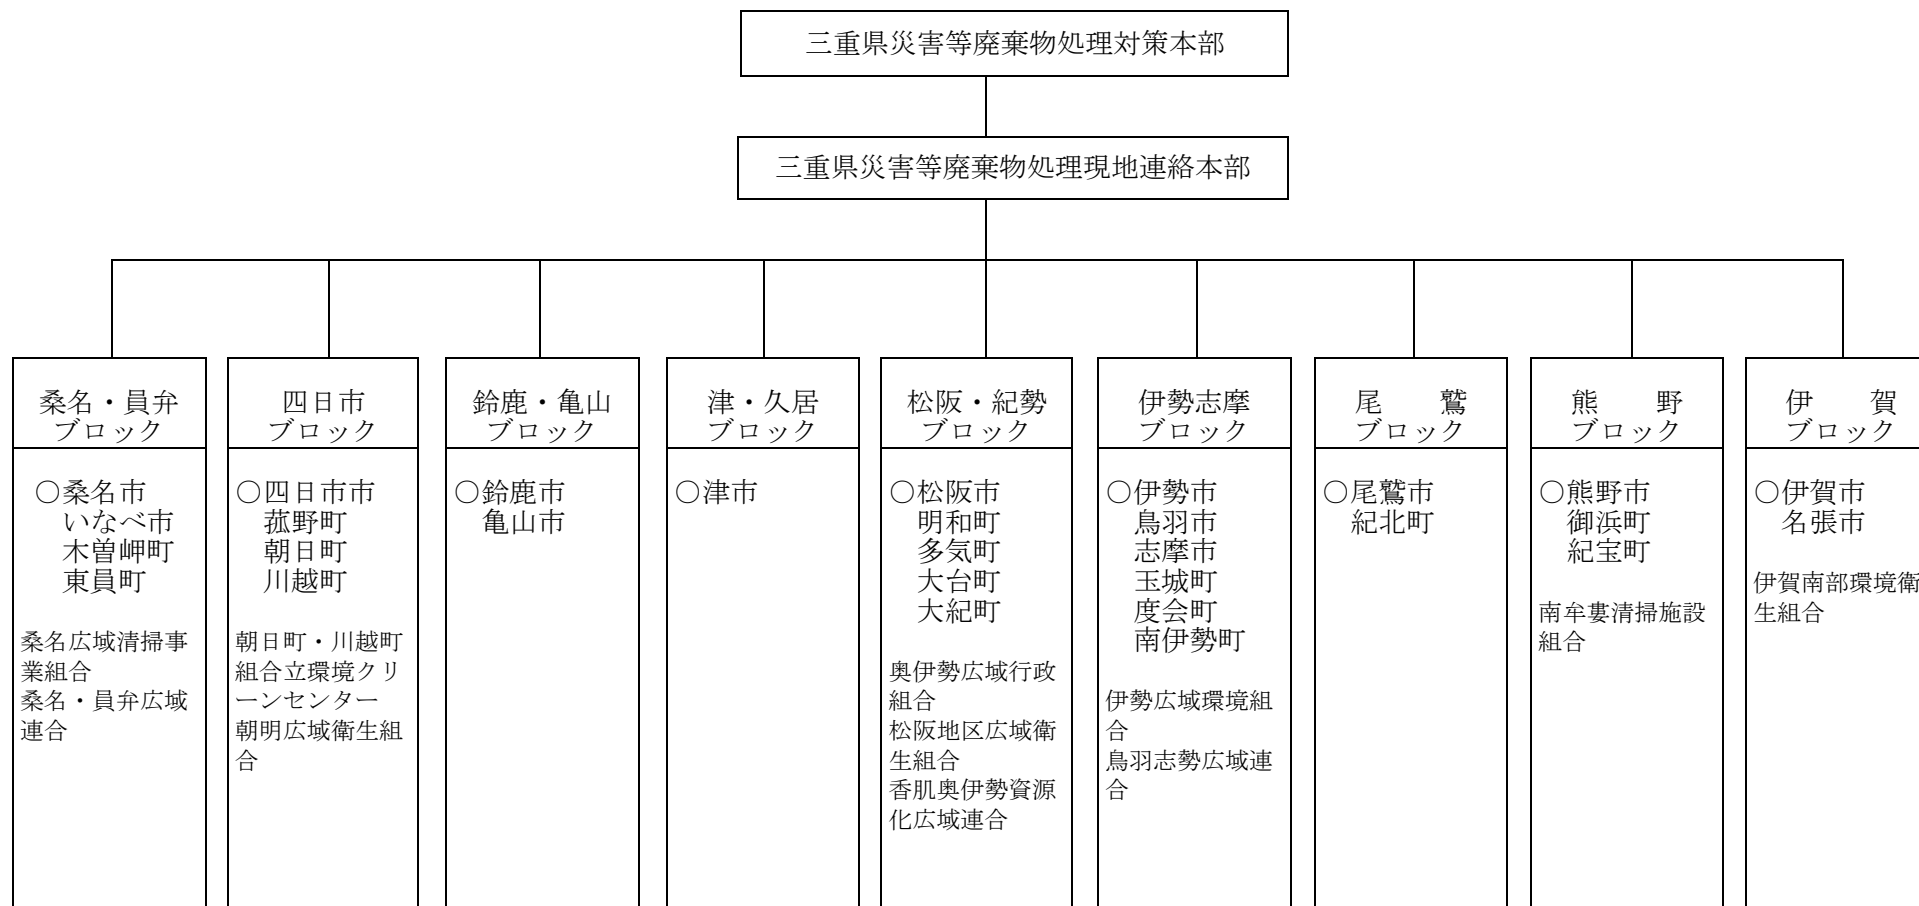 三重県災害等廃棄物処理対策本部
三重県災害等廃棄物処理現地連絡本部
桑名・員弁
ブロック
○桑名市
いなべ市
木曽岬町
東員町
桑名広域清掃事
業組合
桑名・員弁広域
連合
四日市
ブロック
○四日市市
菰野町
朝日町
川越町
朝日町・川越町
組合立環境クリ
ーンセンター
朝明広域衛生組
合
鈴鹿・亀山
ブロック
○鈴鹿市
亀山市
津・久居
ブロック
○津市
松阪・紀勢
ブロック
○松阪市
明和町
多気町
大台町
大紀町
奥伊勢広域行政
組合
松阪地区広域衛
生組合
香肌奥伊勢資源
化広域連合
伊勢志摩
ブロック
○伊勢市
鳥羽市
志摩市
玉城町
度会町
南伊勢町
伊勢広域環境組
合
鳥羽志勢広域連
合
尾　　鷲
ブロック
○尾鷲市
紀北町
熊　　野
ブロック
○熊野市
御浜町
紀宝町
南牟婁清掃施設
組合
伊　　賀
ブロック
○伊賀市
名張市
伊賀南部環境衛
生組合